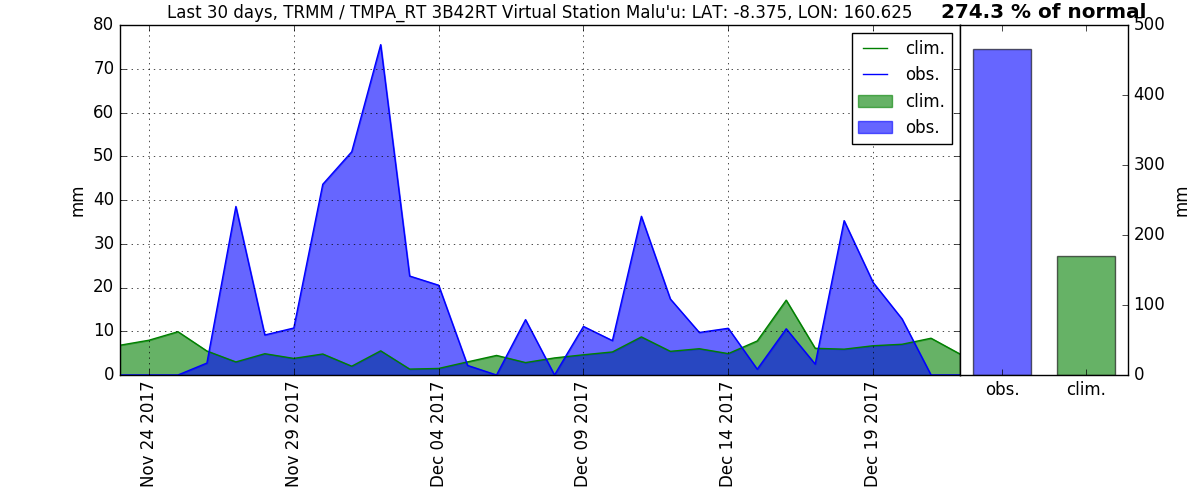 Last 30 days, TRMM / TMPA_RT 3B42RT Virtual Station Malu'u: LAT: -8.375, LON: 160.625
274.3 % of normal
80
70
60
50
40
30
20
10
0
mm
clim.
obs.
clim.
obs.
Nov 24 2017
Nov 29 2017
Dec 04 2017
Dec 09 2017
Dec 14 2017
Dec 19 2017
500
400
300
200
100
0
mm
obs.
clim.